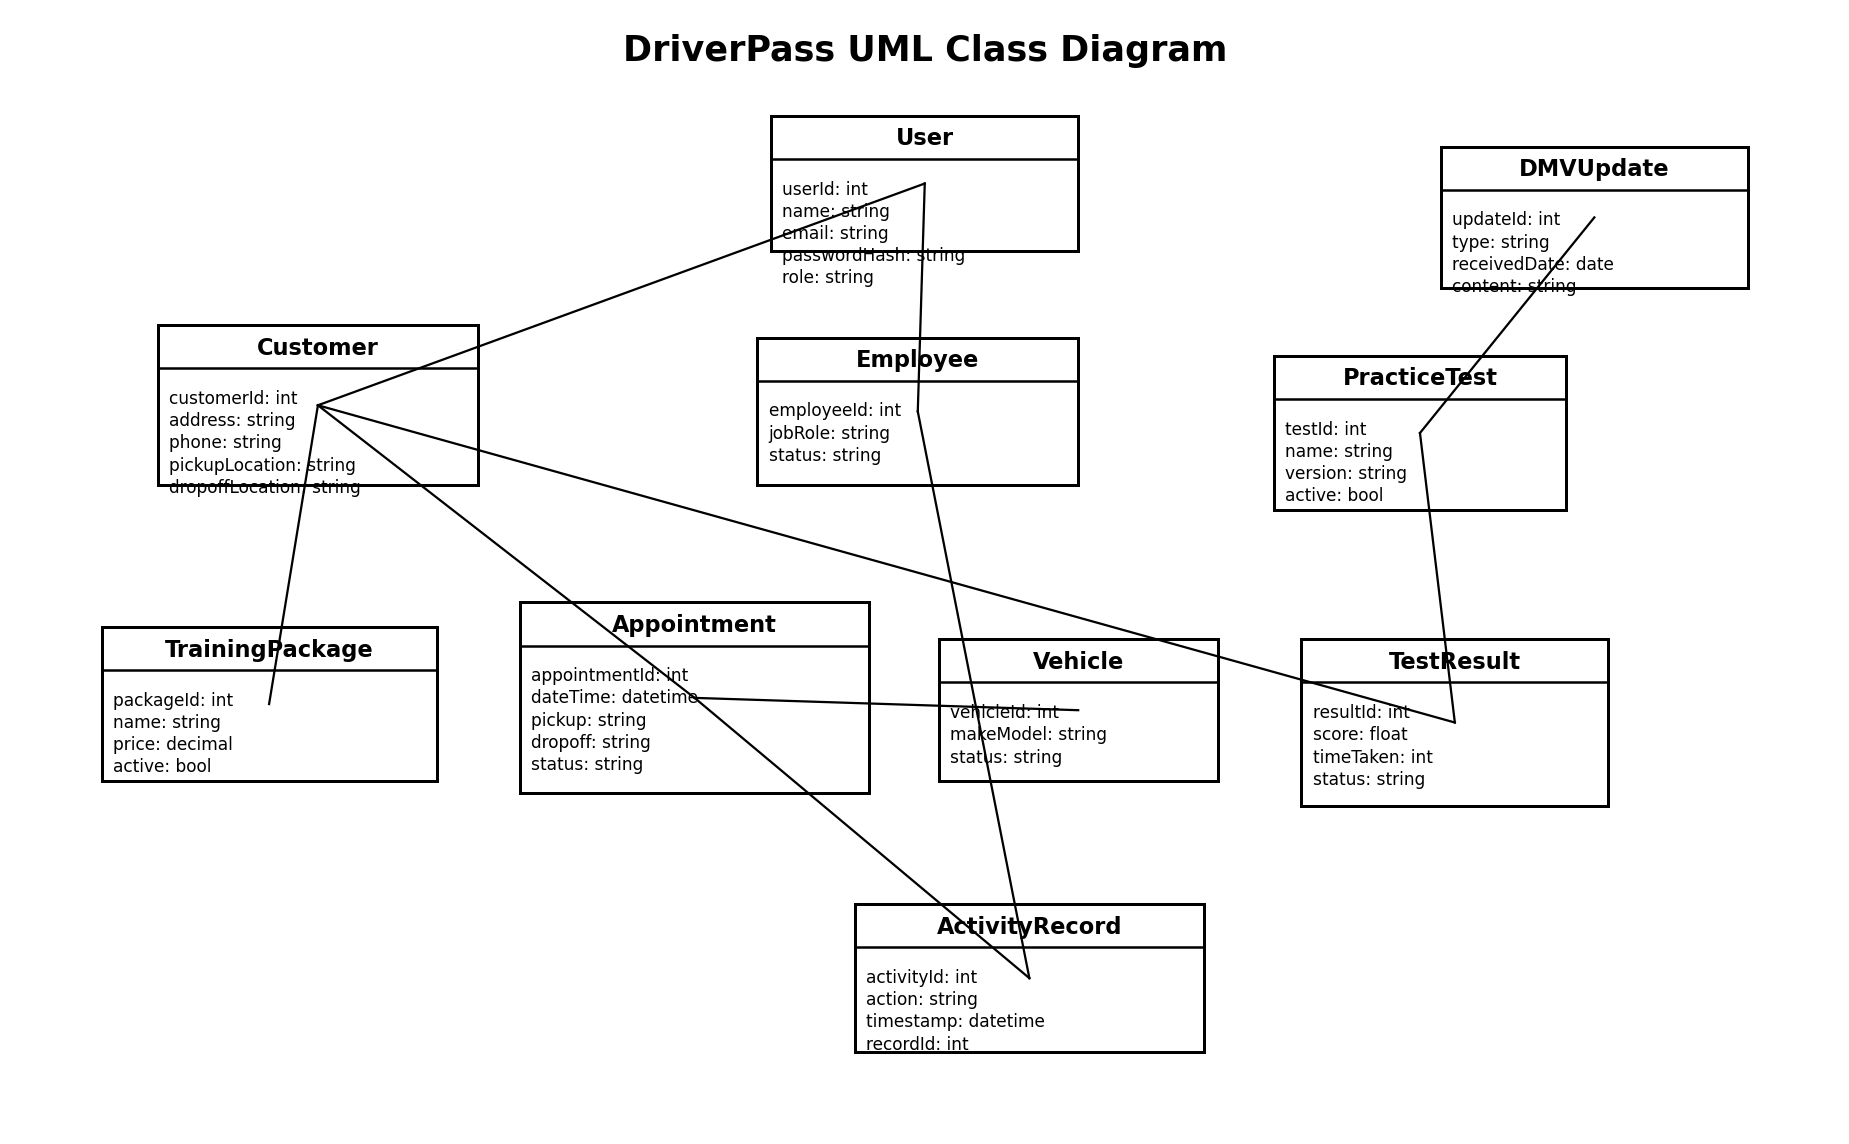 DriverPass UML Class Diagram
User
userId: int
name: string
email: string
passwordHash: string
role: string
DMVUpdate
updateId: int
type: string
receivedDate: date
content: string
Customer
customerId: int
address: string
phone: string
pickupLocation: string
dropoffLocation: string
Employee
employeeId: int
jobRole: string
status: string
PracticeTest
testId: int
name: string
version: string
active: bool
TrainingPackage
packageId: int
name: string
price: decimal
active: bool
Appointment
appointmentId: int
dateTime: datetime
pickup: string
dropoff: string
status: string
Vehicle
vehicleId: int
makeModel: string
status: string
TestResult
resultId: int
score: float
timeTaken: int
status: string
ActivityRecord
activityId: int
action: string
timestamp: datetime
recordId: int